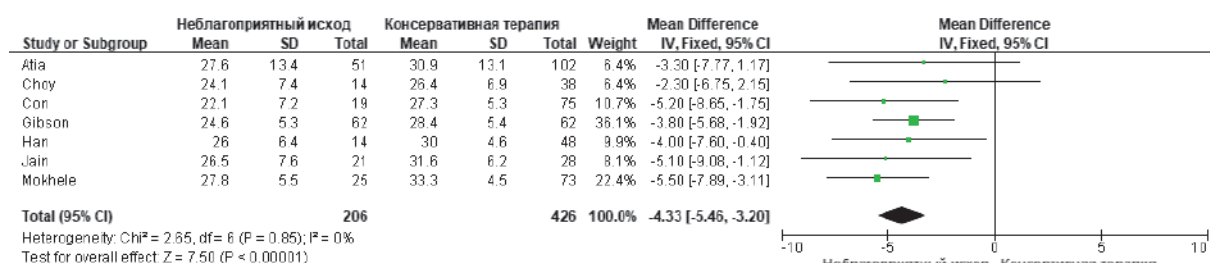 Неблагоприятный исход Консервативная терапия Mean Difference Mean Difference
Study or Subgroup Mean SD Total Mean SD Total Weight IV, Fixed, 95% CI IV, Fixed, 95% CI
Atia 27.6 13.4 51 30.9 13.1 102 6.4% -3.30 [-7.77, 1.17]
Choy 24.1 7.4 14 26.4 6.9 38 6.4% -2.30 [-6.75, 2.15]
Con 22.1 7.2 19 27.3 5.3 75 10.7% -5.20 [-8.65, -1.75]
Gibson 24.6 5.3 62 28.4 5.4 62 36.1% -3.80 [-5.68, -1.92]
Han 26 6.4 14 30 4.6 48 9.9% -4.00 [-7.60, -0.40]
Jain 26.5 7.6 21 31.6 6.2 28 8.1% -5.10 [-9.08, -1.12]
Mokhele 27.8 5.5 25 33.3 4.5 73 22.4% -5.50 [-7.89, -3.11]
Total (95% CI) 206 426 100.0% -4.33 [-5.46, -3.20]
Heterogeneity: Chi² = 2.65, df = 6 (P = 0.85); I² = 0%
Test for overall effect: Z = 7.50 (P < 0.00001)
-10 -5 0 5 10